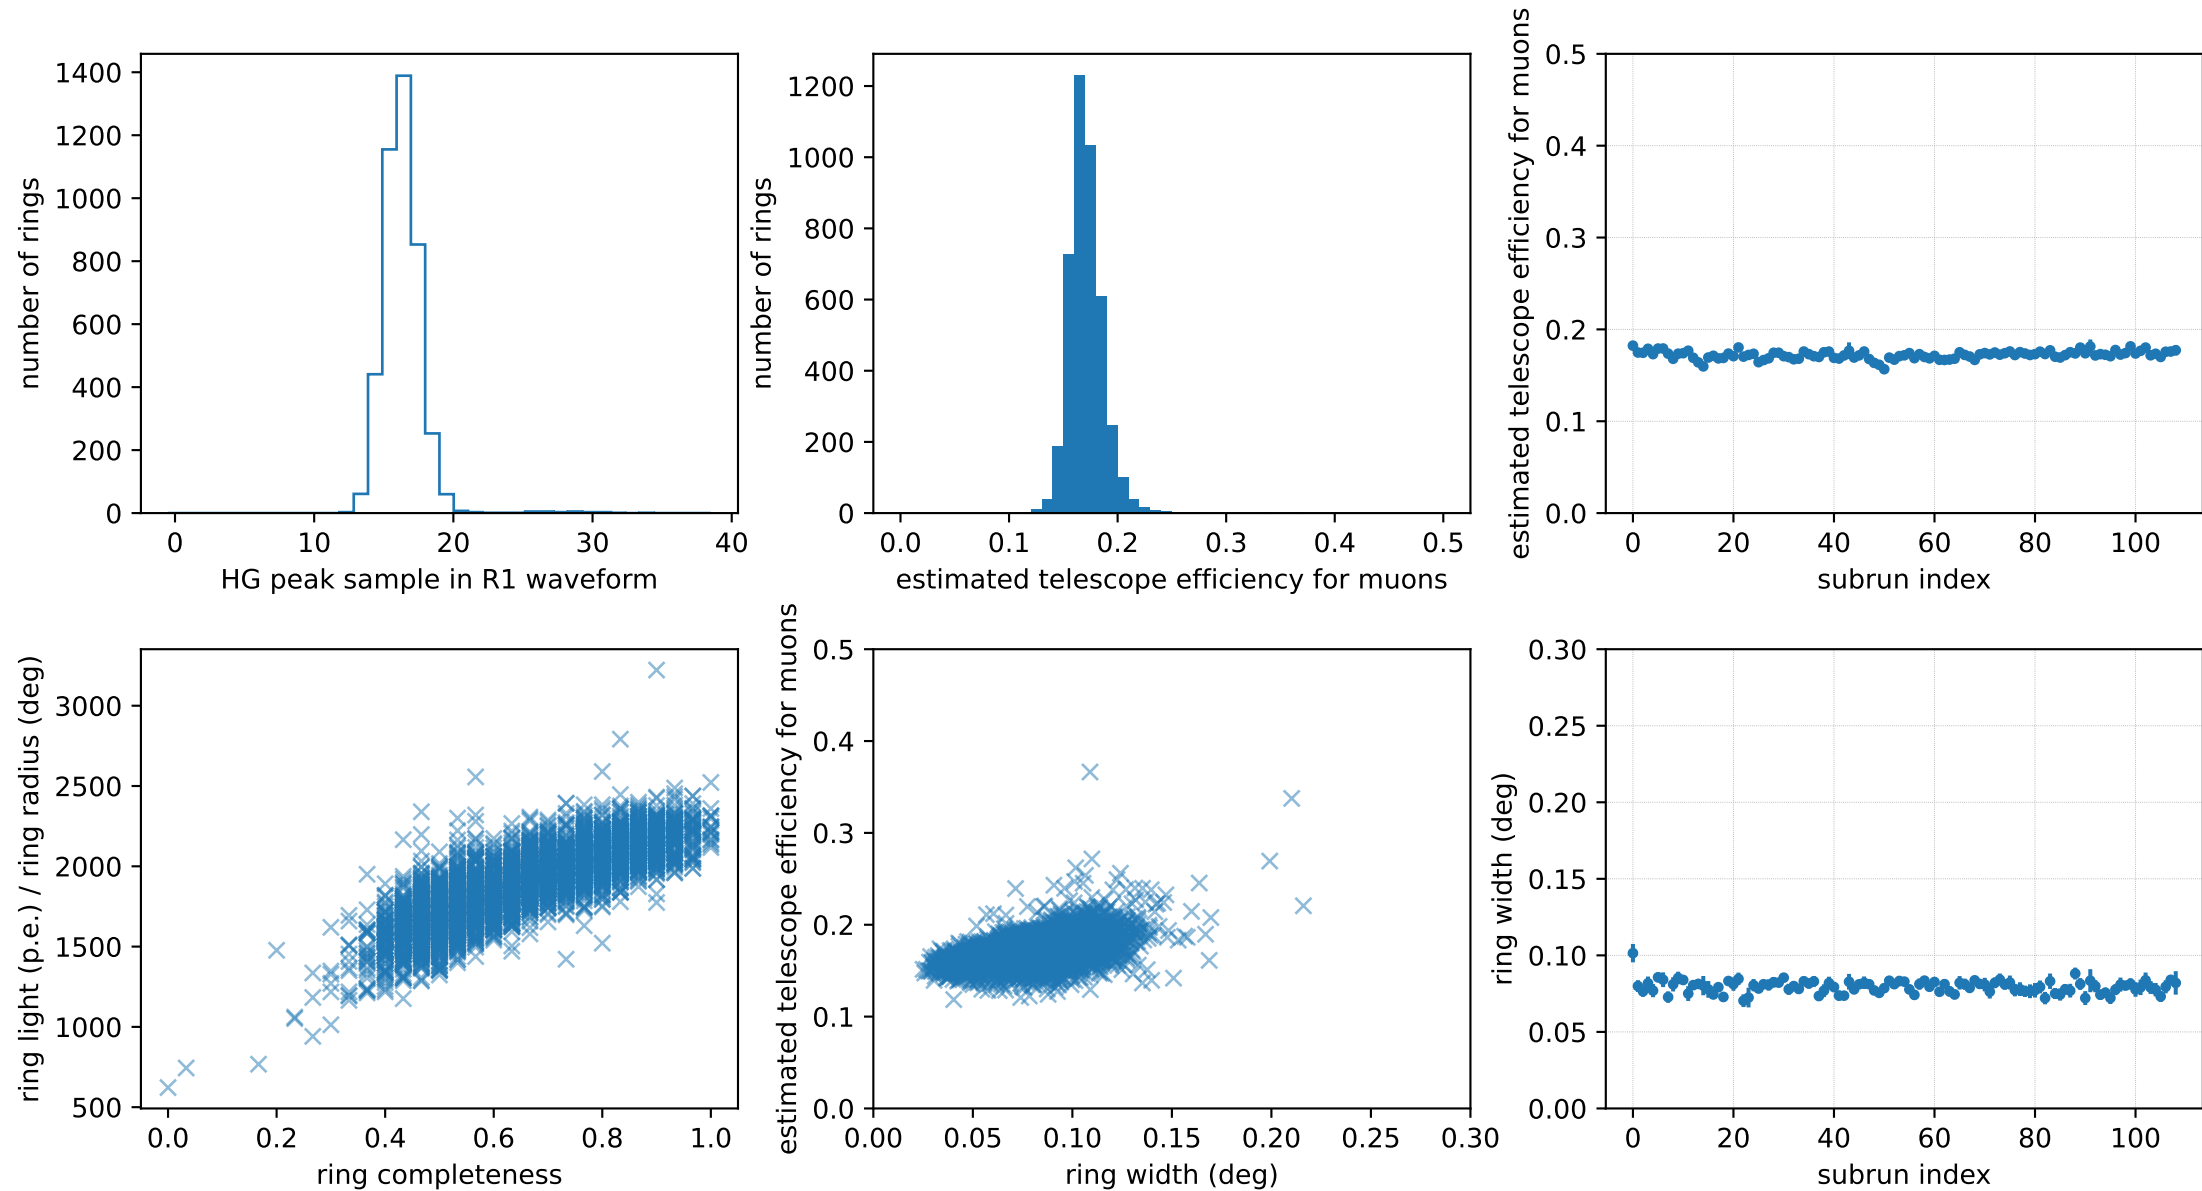 1400
1200
1000
800
600
400
200
0
number of rings
0 10 20 30 40
HG peak sample in R1 waveform
1200
1000
800
600
400
200
0
number of rings
0.0 0.1 0.2 0.3 0.4 0.5
estimated telescope efficiency for muons
0.5
0.4
0.3
0.2
0.1
0.0
estimated telescope efficiency for muons
0 20 40 60 80 100
subrun index
3000
2500
2000
1500
1000
500
ring light (p.e.) / ring radius (deg)
0.0 0.2 0.4 0.6 0.8 1.0
ring completeness
0.5
0.4
0.3
0.2
0.1
0.0
estimated telescope efficiency for muons
0.00 0.05 0.10 0.15 0.20 0.25 0.30
ring width (deg)
0.30
0.25
0.20
0.15
0.10
0.05
0.00
ring width (deg)
0 20 40 60 80 100
subrun index